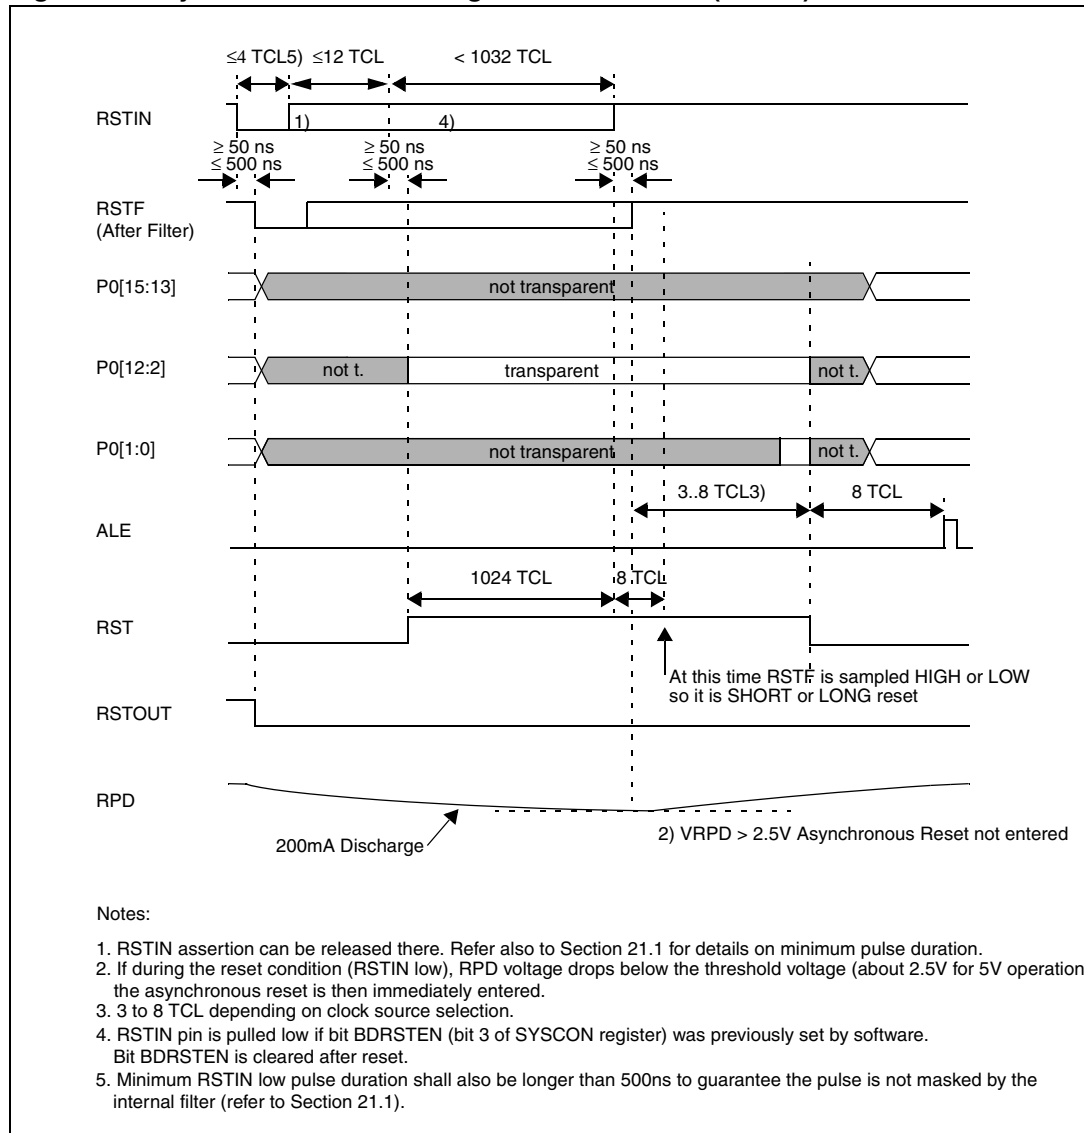 ≤4 TCL5) ≤12 TCL < 1032 TCL
RSTIN
1) 4)
≥ 50 ns ≥ 50 ns ≥ 50 ns
≤ 500 ns ≤ 500 ns ≤ 500 ns
RSTF
(After Filter)
P0[15:13] not transparent
P0[12:2] not t. transparent not t.
P0[1:0] not transparent not t.
3..8 TCL3) 8 TCL
ALE
1024 TCL 8 TCL
RST
At this time RSTF is sampled HIGH or LOW
so it is SHORT or LONG reset
RSTOUT
RPD
200mA Discharge
2) VRPD > 2.5V Asynchronous Reset not entered
Notes:
1. RSTIN assertion can be released there. Refer also to Section 21.1 for details on minimum pulse duration.
2. If during the reset condition (RSTIN low), RPD voltage drops below the threshold voltage (about 2.5V for 5V operation
the asynchronous reset is then immediately entered.
3. 3 to 8 TCL depending on clock source selection.
4. RSTIN pin is pulled low if bit BDRSTEN (bit 3 of SYSCON register) was previously set by software.
Bit BDRSTEN is cleared after reset.
5. Minimum RSTIN low pulse duration shall also be longer than 500ns to guarantee the pulse is not masked by the
internal filter (refer to Section 21.1).